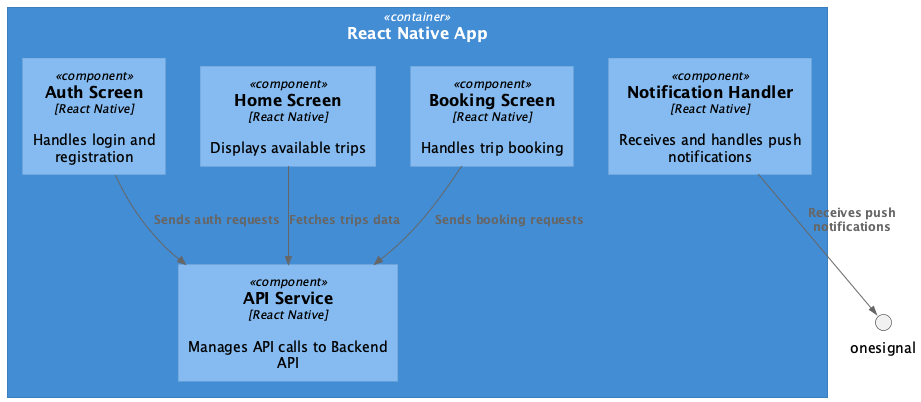 «container»
React Native App
«component»
Auth Screen
[React Native]
Handles login and
registration
«component»
Home Screen
[React Native]
Displays available trips
«component»
Booking Screen
[React Native]
Handles trip booking
«component»
Notification Handler
[React Native]
Receives and handles push
notifications
Sends auth requests
Fetches trips data
Sends booking requests
Receives push
notifications
«component»
API Service
[React Native]
Manages API calls to Backend
API
onesignal